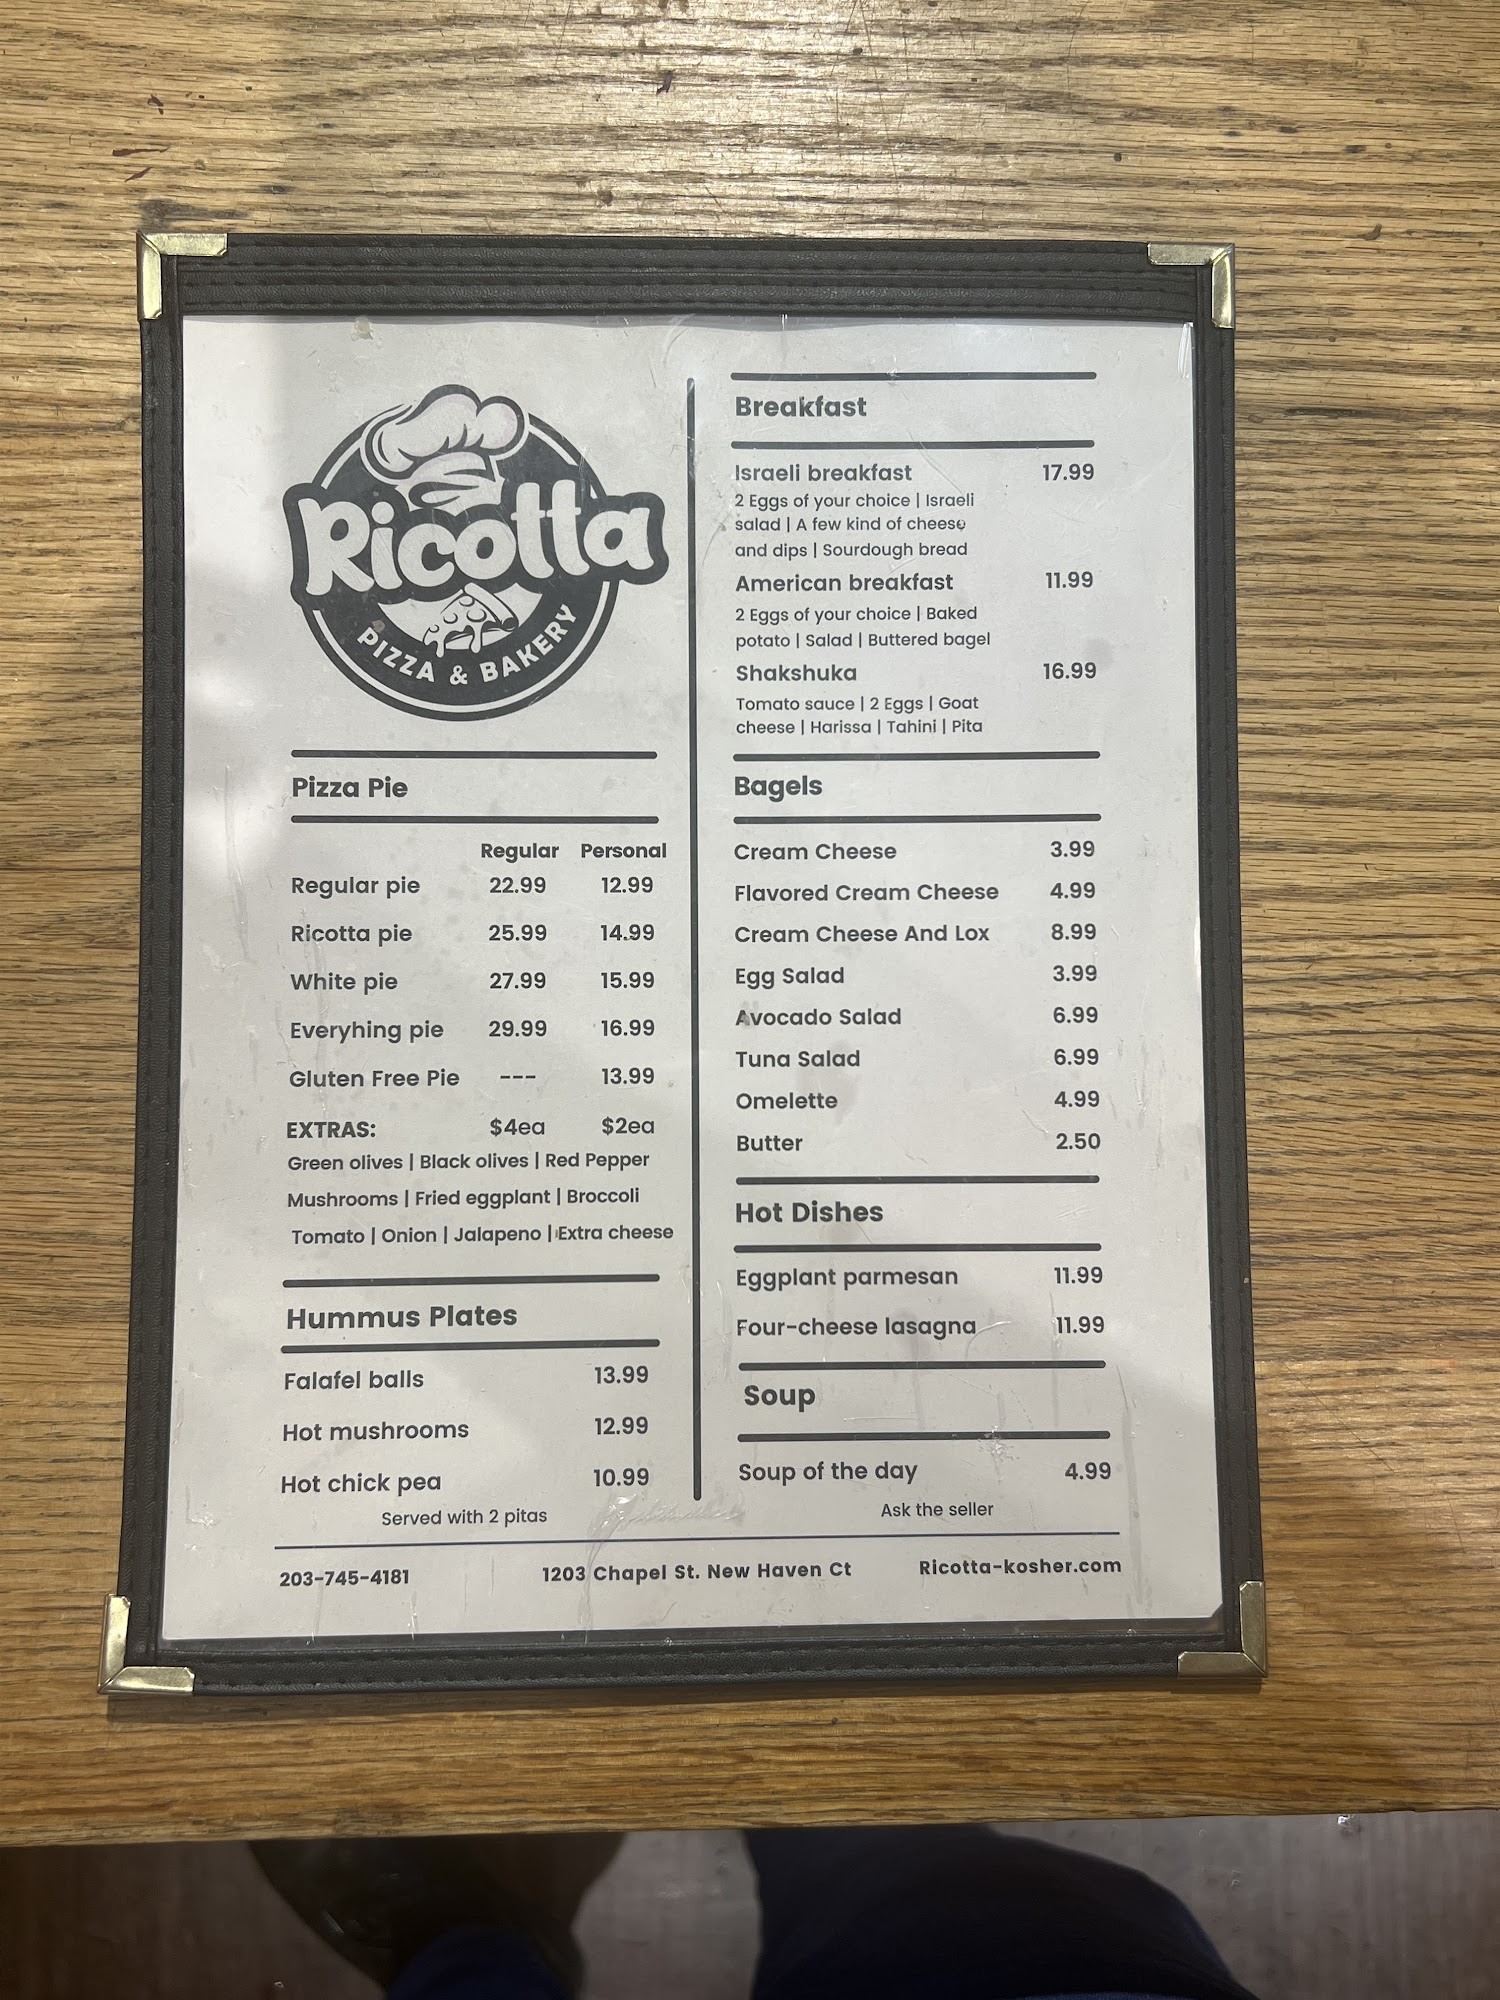 Ricotta
PIZZA & BAKERY
Pizza Pie
Regular Personal
Regular pie 22.99 12.99
Ricotta pie 25.99 14.99
White pie 27.99 15.99
Everyhing pie 29.99 16.99
Gluten Free Pie --- 13.99
EXTRAS: $4ea $2ea
Green olives | Black olives | Red Pepper
Mushrooms | Fried eggplant | Broccoli
Tomato | Onion | Jalapeno | Extra cheese
Hummus Plates
Falafel balls 13.99
Hot mushrooms 12.99
Hot chick pea 10.99
Served with 2 pitas
Breakfast
Israeli breakfast 17.99
2 Eggs of your choice | Israeli
salad | A few kind of cheese
and dips | Sourdough bread
American breakfast 11.99
2 Eggs of your choice | Baked
potato | Salad | Buttered bagel
Shakshuka 16.99
Tomato sauce | 2 Eggs | Goat
cheese | Harissa | Tahini | Pita
Bagels
Cream Cheese 3.99
Flavored Cream Cheese 4.99
Cream Cheese And Lox 8.99
Egg Salad 3.99
Avocado Salad 6.99
Tuna Salad 6.99
Omelette 4.99
Butter 2.50
Hot Dishes
Eggplant parmesan 11.99
Four-cheese lasagna 11.99
Soup
Soup of the day 4.99
Ask the seller
203-745-4181 1203 Chapel St. New Haven Ct Ricotta-kosher.com